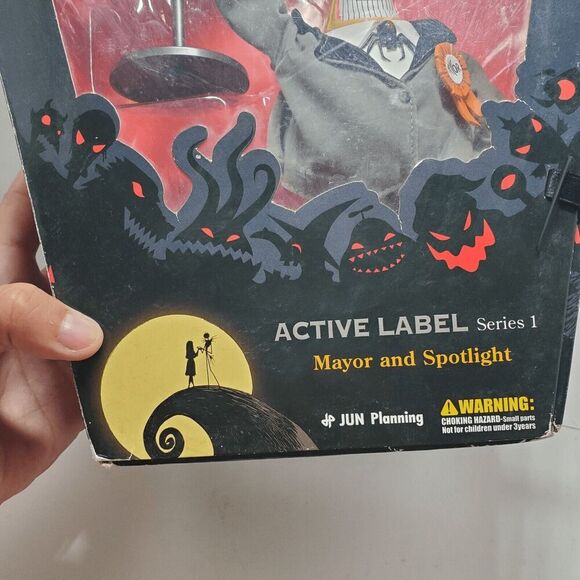 ACTIVE LABEL Series 1
Mayor and Spotlight
JUN Planning
WARNING:
CHOKING HAZARD-Small parts
Not for children under 3years